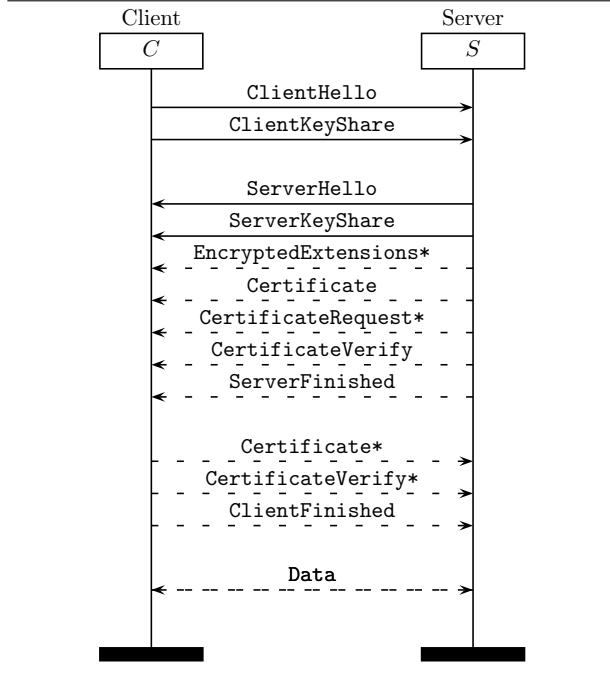 Client Server
C S
ClientHello
ClientKeyShare
ServerHello
ServerKeyShare
EncryptedExtensions*
Certificate
CertificateRequest*
CertificateVerify
ServerFinished
Certificate*
CertificateVerify*
ClientFinished
Data